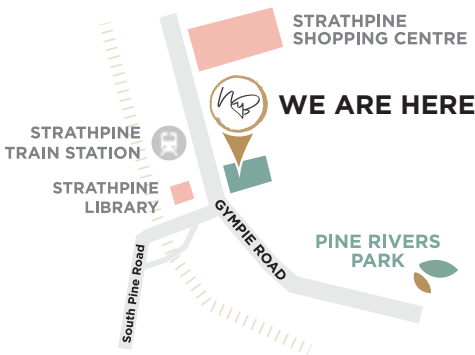 STRATHPINE
SHOPPING CENTRE
WE ARE HERE
STRATHPINE
TRAIN STATION
STRATHPINE
LIBRARY
GYMPIE ROAD
South Pine Road
PINE RIVERS
PARK